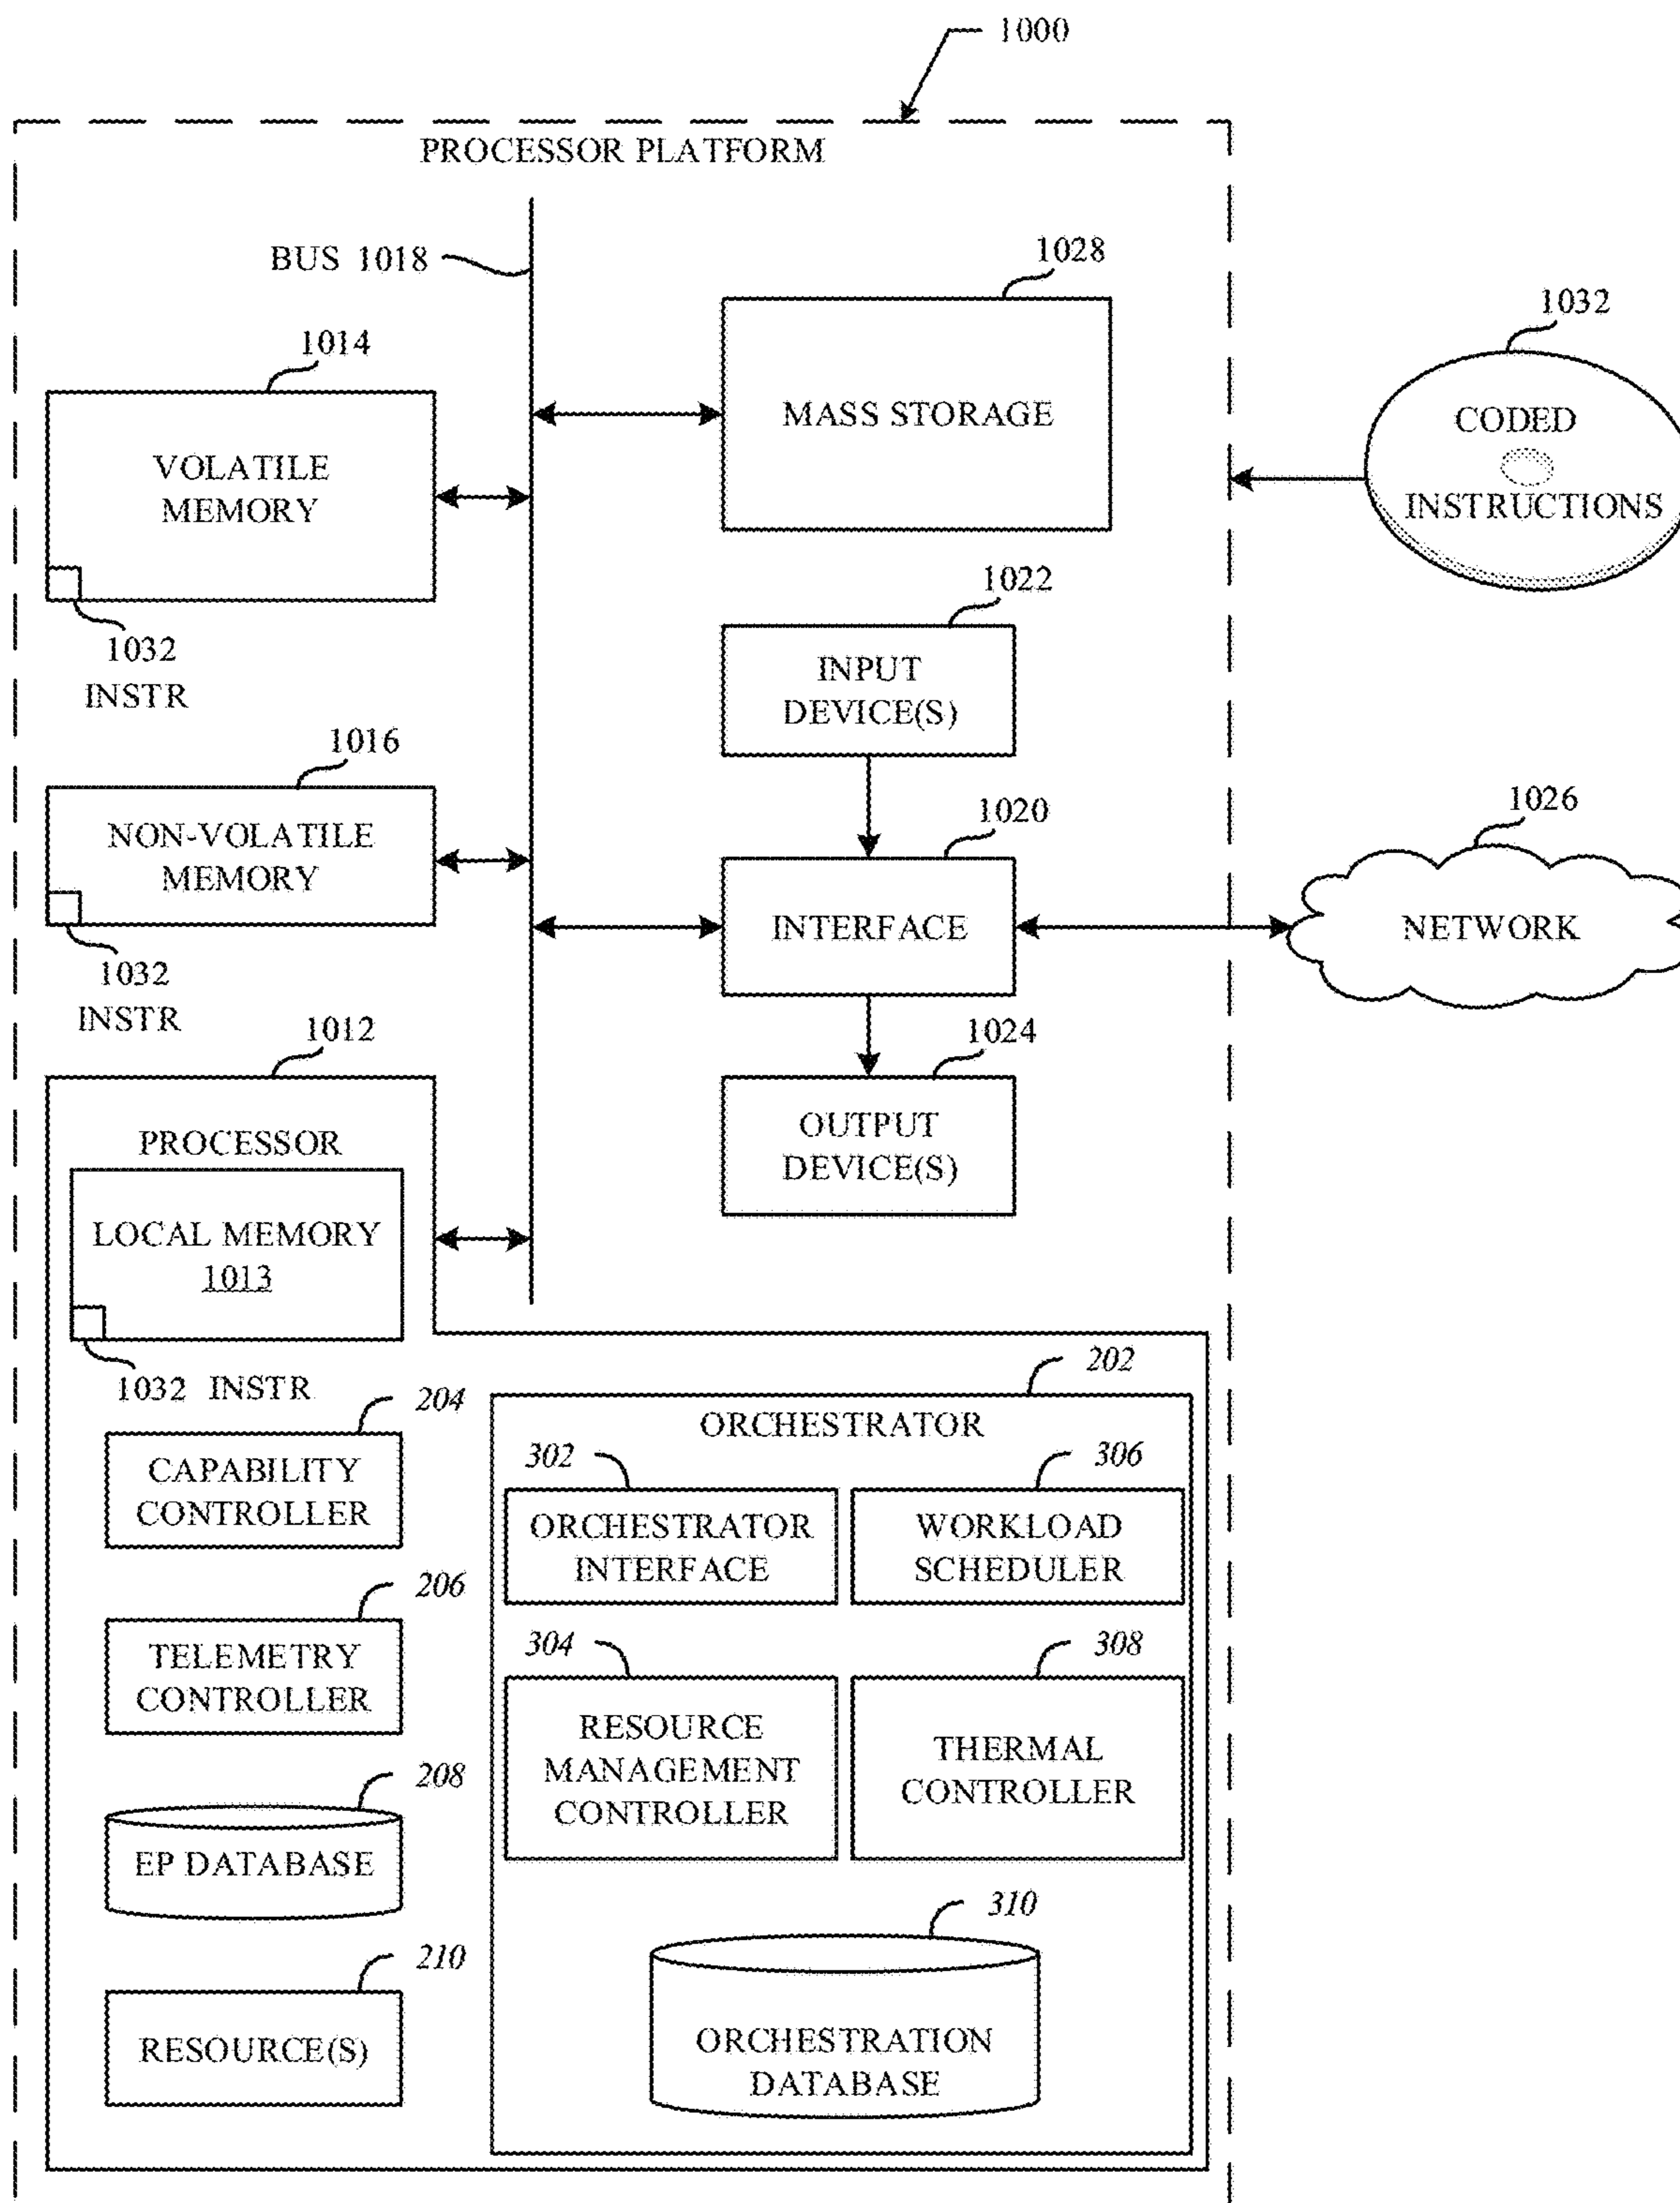 1000
PROCESSOR PLATFORM
BUS 1018
1028
MASS STORAGE
1032
CODED
INSTRUCTIONS
1014
VOLATILE
MEMORY
1032
INSTR
1022
INPUT
DEVICE(S)
1016
NON-VOLATILE
MEMORY
1032
INSTR
1020
INTERFACE
1026
NETWORK
1024
OUTPUT
DEVICE(S)
1012
PROCESSOR
LOCAL MEMORY
1013
1032 INSTR.
204
CAPABILITY
CONTROLLER
206
TELEMETRY
CONTROLLER
208
EP DATABASE
210
RESOURCE(S)
202
ORCHESTRATOR
302
ORCHESTRATOR
INTERFACE
306
WORKLOAD
SCHEDULER
304
RESOURCE
MANAGEMENT
CONTROLLER
308
THERMAL
CONTROLLER
310
ORCHESTRATION
DATABASE